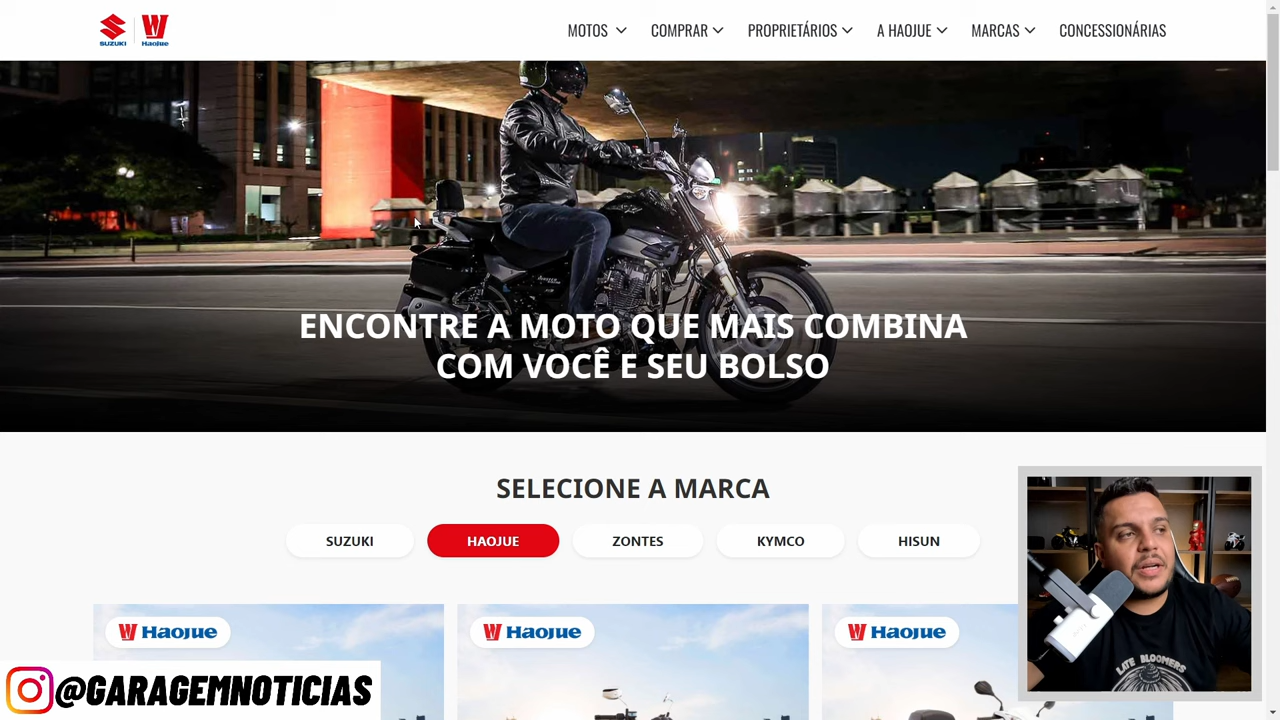 SUZUKI
Haojue
MOTOS
COMPRAR
PROPRIETÁRIOS
A HAOJUE
MARCAS
CONCESSIONÁRIAS
ENCONTRE A MOTO QUE MAIS COMBINA
COM VOCÊ E SEU BOLSO
SELECIONE A MARCA
SUZUKI
HAOJUE
ZONTES
KYMCO
HISUN
Haojue
Haojue
Haojue
LATE BLOOMERS
@GARAGEMNOTICIAS